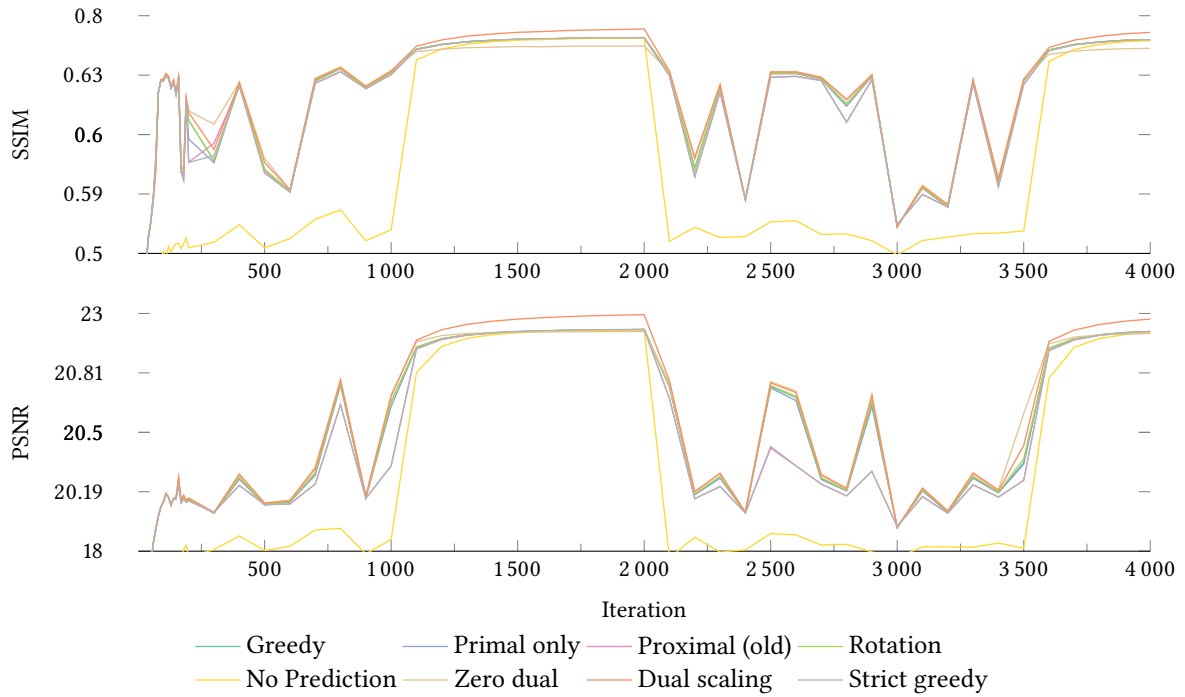 0.8
0.63
0.6
0.59
0.5
SSIM
500 1 000 1 500 2 000 2 500 3 000 3 500 4 000
23
20.81
20.5
20.19
18
PSNR
500 1 000 1 500 2 000 2 500 3 000 3 500 4 000
Iteration
Greedy Primal only Proximal (old) Rotation
No Prediction Zero dual Dual scaling Strict greedy